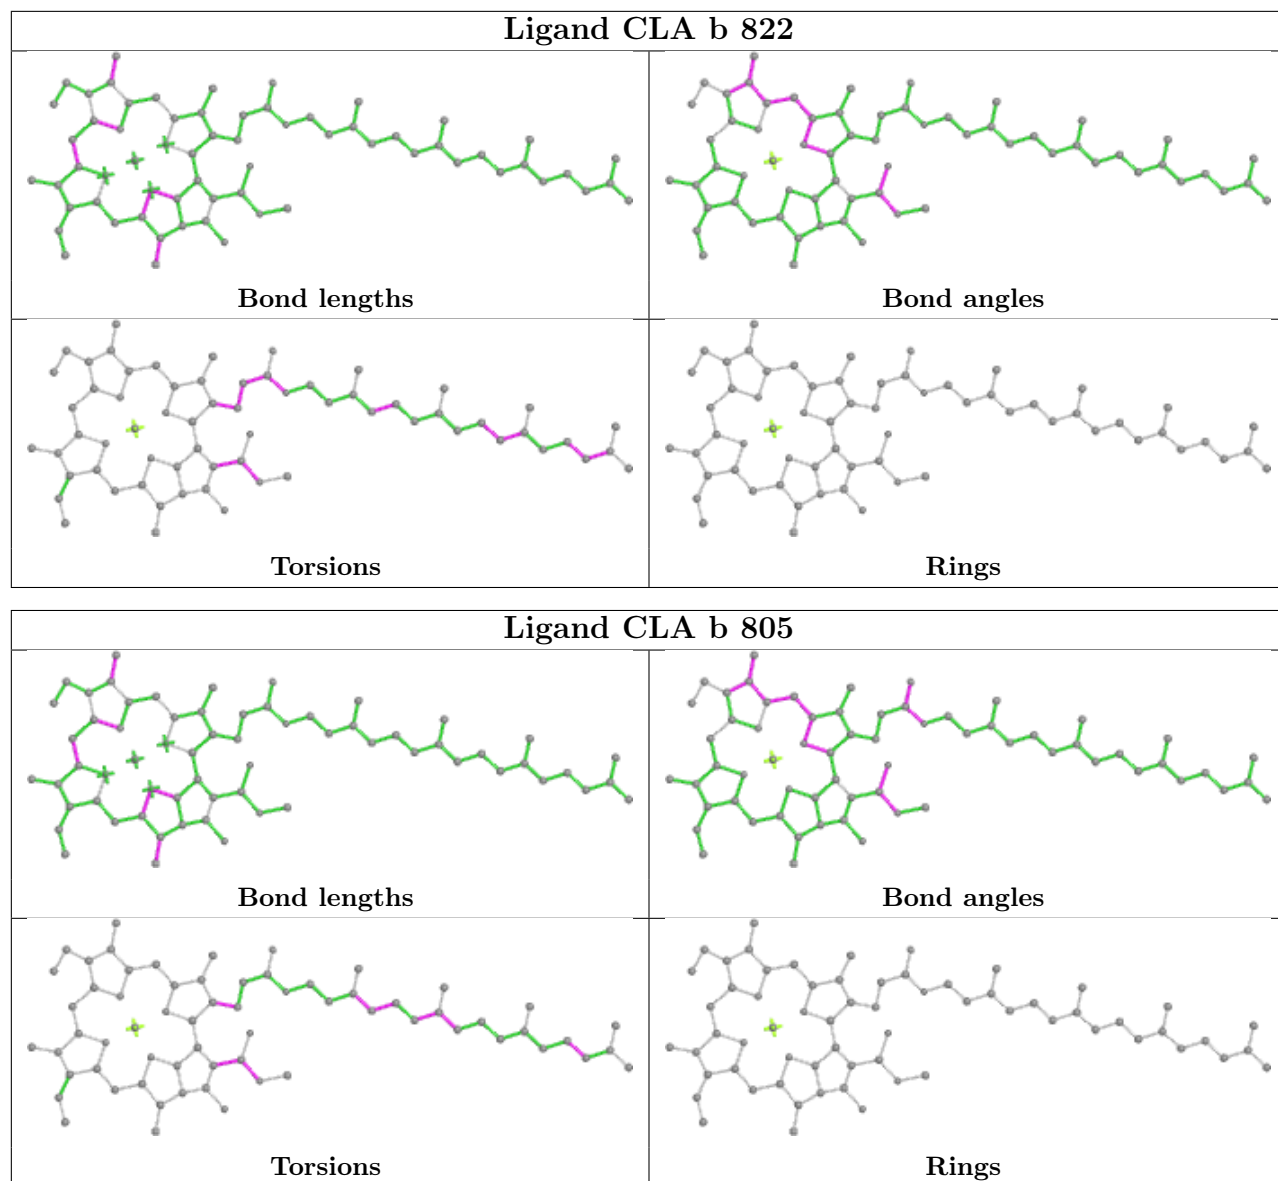 Ligand CLA b 822
Bond lengths
Bond angles
Torsions
Rings
Ligand CLA b 805
Bond lengths
Bond angles
Torsions
Rings